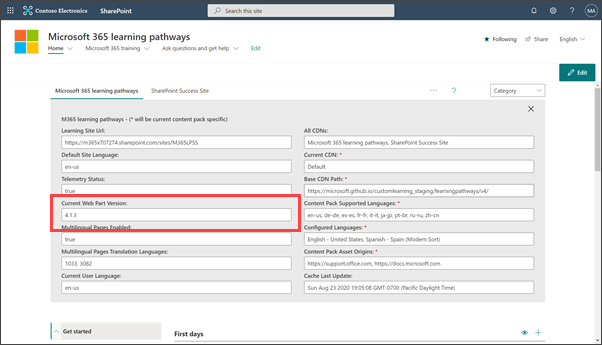 Contoso Electronics
SharePoint
Search this site
MA
Microsoft 365 learning pathways
Home
Microsoft 365 training
Ask questions and get help
Edit
Following
Share
English
Edit
Microsoft 365 learning pathways
SharePoint Success Site
Category
M365 learning pathways - (* will be current content pack specific)
Learning Site Url:
https://m365x707274.sharepoint.com/sites/M365LPSS
Default Site Language:
en-us
Telemetry Status:
true
Current Web Part Version:
4.1.3
Multilingual Pages Enabled:
true
Multilingual Pages Translation Languages:
1033, 3082
Current User Language:
en-us
All CDNs:
Microsoft 365 learning pathways, SharePoint Success Site
Current CDN: *
Default
Base CDN Path: *
https://microsoft.github.io/customlearning_staging/learningpathways/v4/
Content Pack Supported Languages: *
en-us, de-de, es-es, fr-fr, it-it, ja-jp, pt-br, ru-ru, zh-cn
Configured Languages: *
English - United States, Spanish - Spain (Modern Sort)
Content Pack Asset Origins: *
https://support.office.com, https://docs.microsoft.com
Cache Last Update:
Sun Aug 23 2020 19:05:08 GMT-0700 (Pacific Daylight Time)
Get started
First days